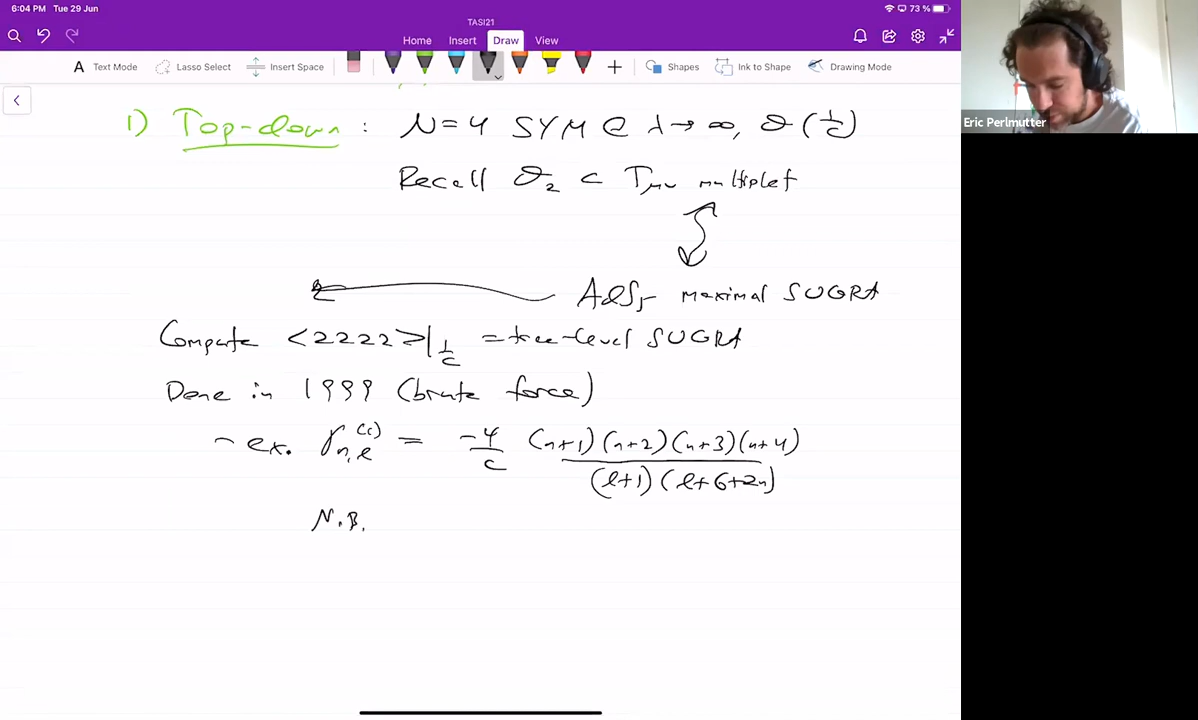 6:04 PM Tue 29 Jun
73 %
TASI21
Home Insert Draw View
A Text Mode Lasso Select Insert Space + Shapes Ink to Shape Drawing Mode
Eric Perlmutter
1) Top-down : N=4 SYM @ λ→∞, O(1/c)
Recall O₂ ⊂ Tμν multiplet
AdS₅ maximal SUGRA
Compute <2222>|1/c = tree-level SUGRA
Done in 1999 (brute force)
~ ex. γn,ℓ^(1) = -4/c (n+1)(n+2)(n+3)(n+4)/(ℓ+1)(ℓ+6+2n)
N.B.